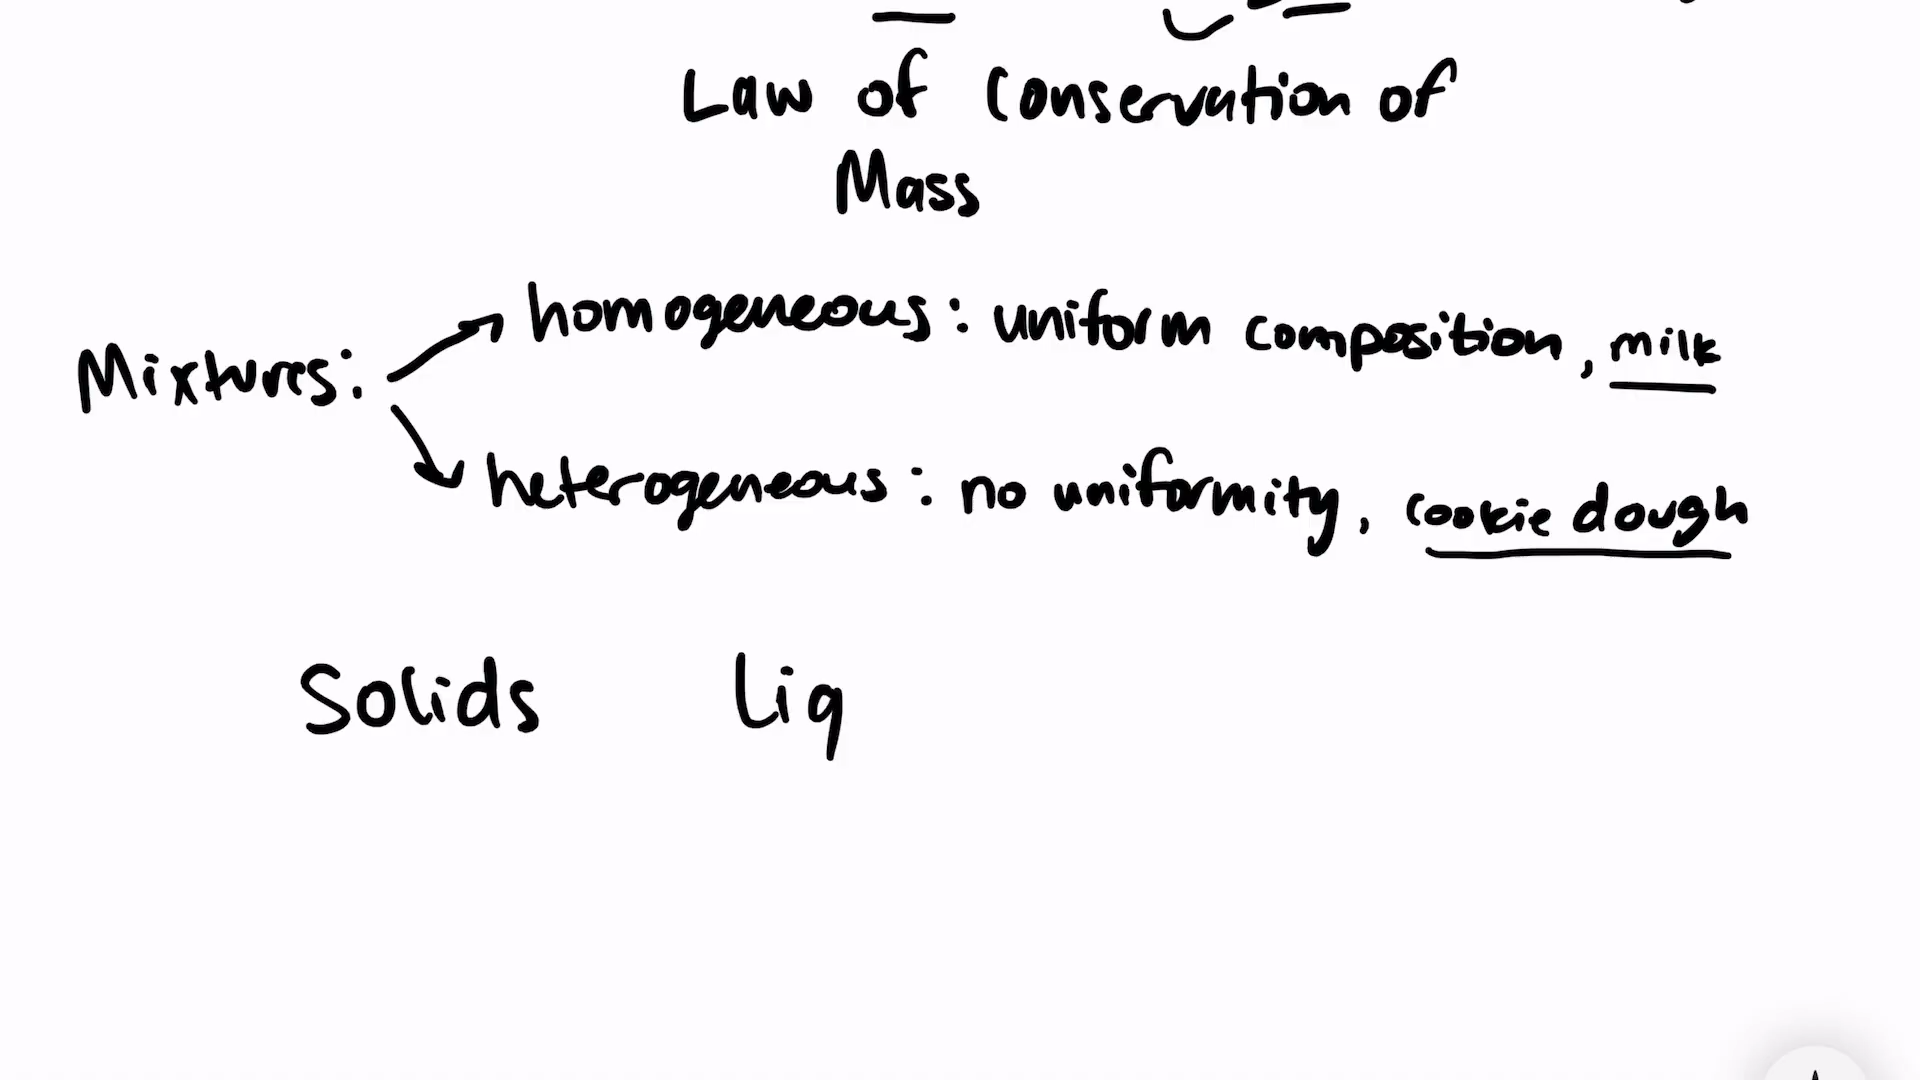 Law of Conservation of
Mass
Mixtures:
homogeneous: uniform composition, milk
heterogeneous: no uniformity, cookie dough
Solids Liq